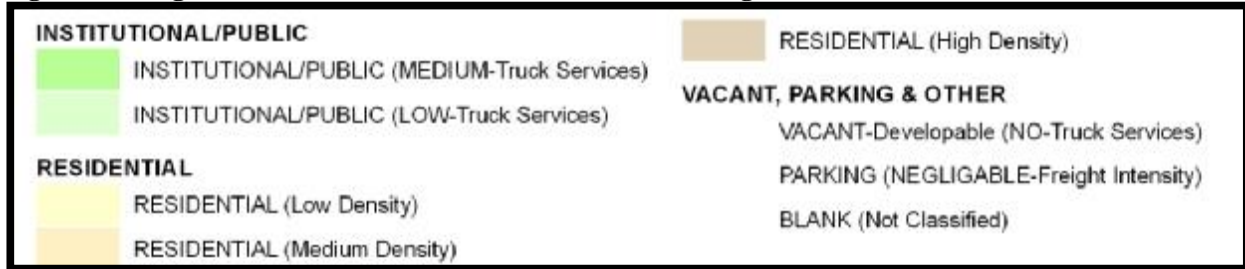 INSTITUTIONAL/PUBLIC
INSTITUTIONAL/PUBLIC (MEDIUM-Truck Services)
INSTITUTIONAL/PUBLIC (LOW-Truck Services)
RESIDENTIAL
RESIDENTIAL (Low Density)
RESIDENTIAL (Medium Density)
RESIDENTIAL (High Density)
VACANT, PARKING & OTHER
VACANT-Developable (NO-Truck Services)
PARKING (NEGLIGABLE-Freight Intensity)
BLANK (Not Classified)